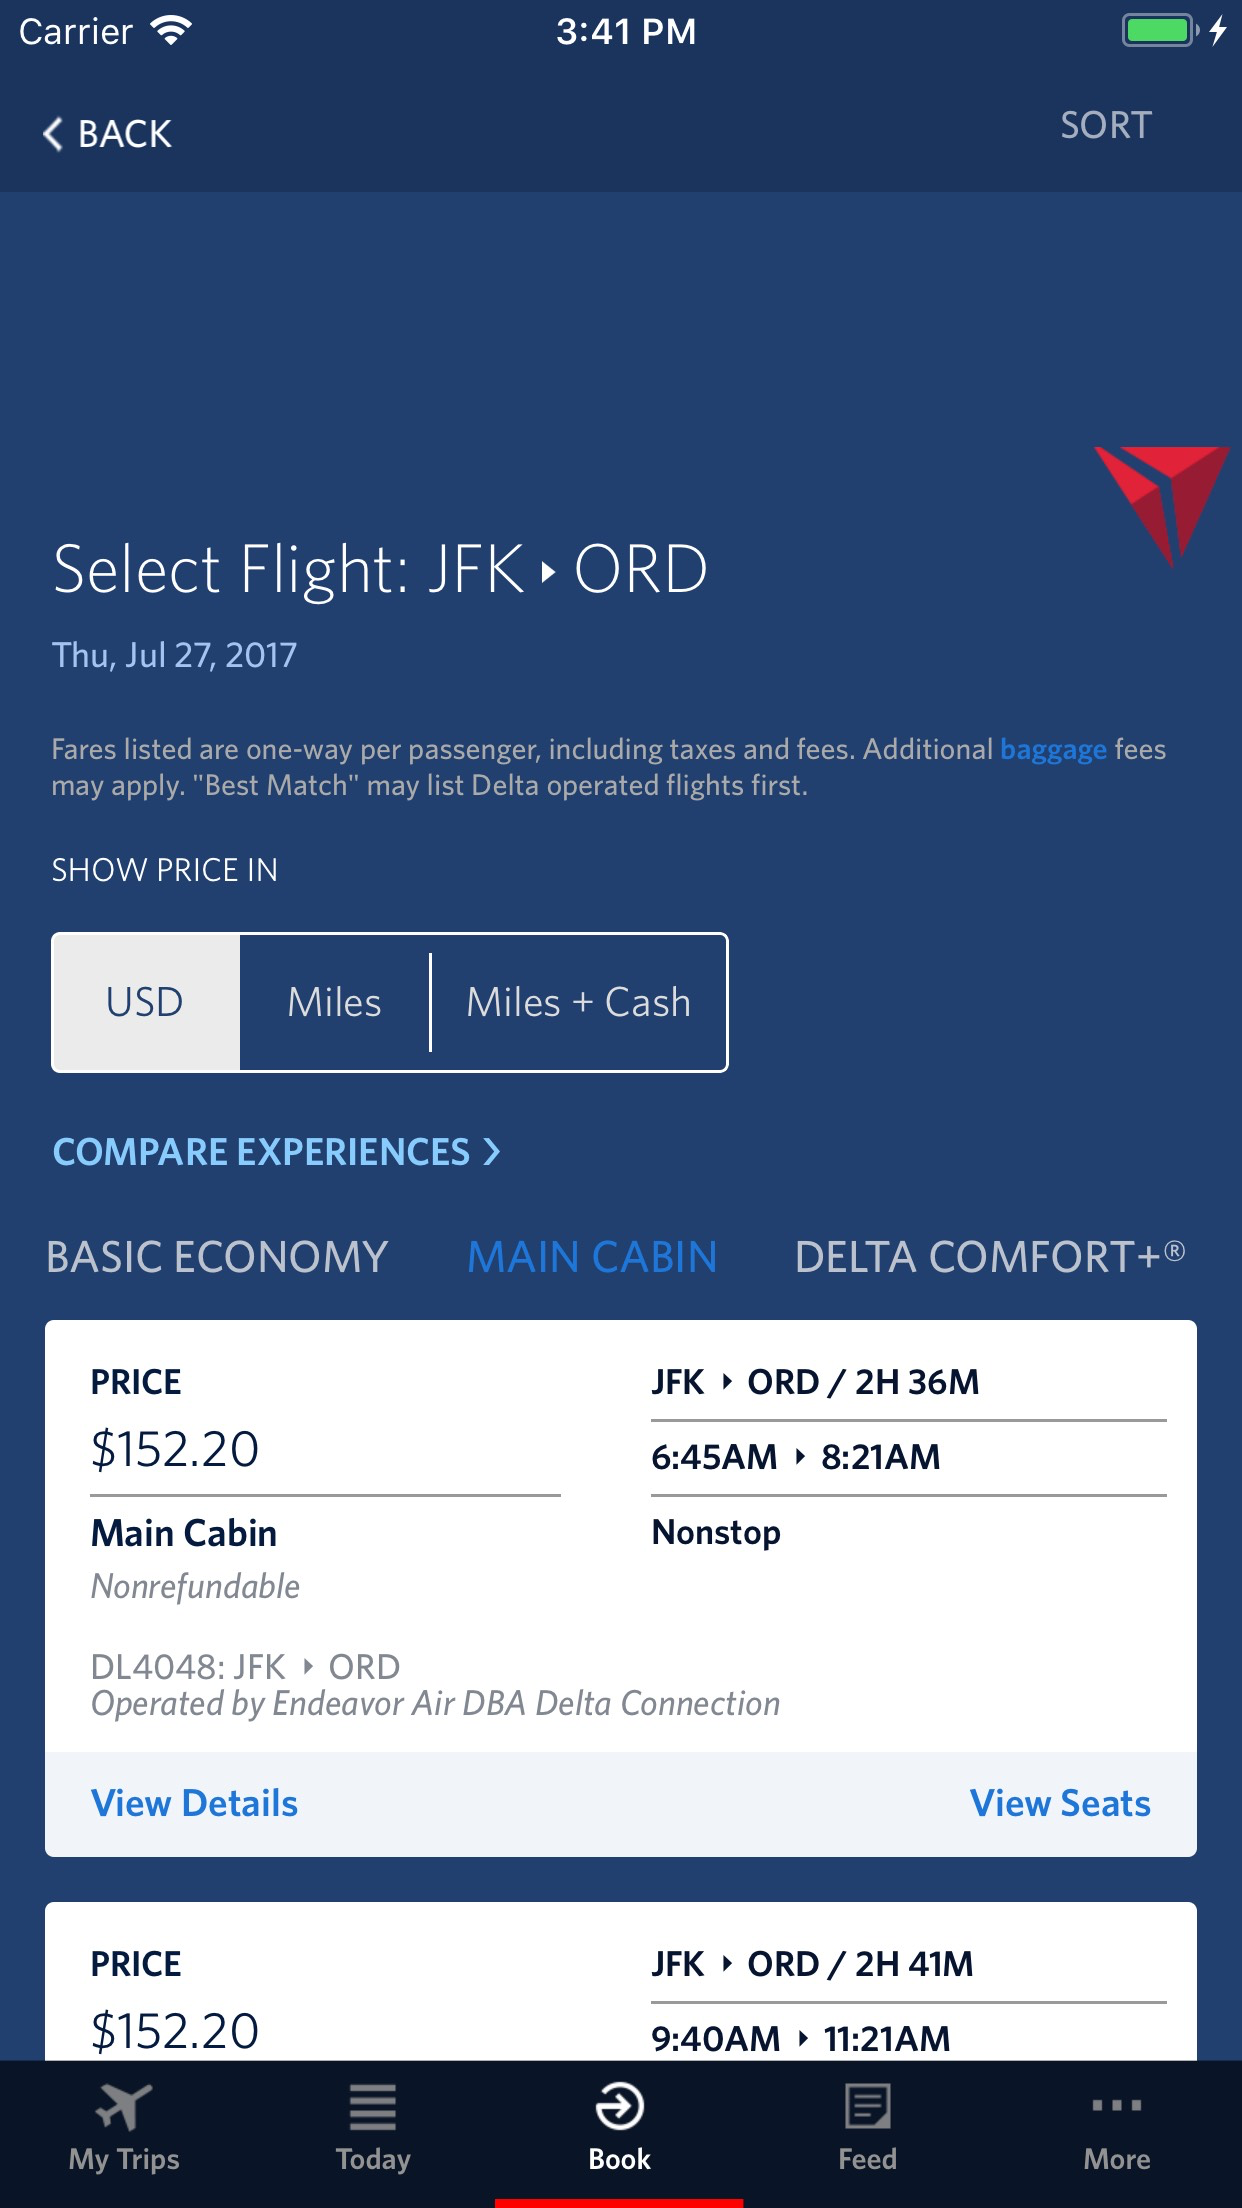 Carrier 3:41 PM
BACK SORT
Select Flight: JFK ▸ ORD
Thu, Jul 27, 2017
Fares listed are one-way per passenger, including taxes and fees. Additional baggage fees
may apply. "Best Match" may list Delta operated flights first.
SHOW PRICE IN
USD Miles Miles + Cash
COMPARE EXPERIENCES
BASIC ECONOMY MAIN CABIN DELTA COMFORT+®
PRICE
$152.20
Main Cabin
Nonrefundable
JFK ▸ ORD / 2H 36M
6:45AM ▸ 8:21AM
Nonstop
DL4048: JFK ▸ ORD
Operated by Endeavor Air DBA Delta Connection
View Details View Seats
PRICE
$152.20
JFK ▸ ORD / 2H 41M
9:40AM ▸ 11:21AM
My Trips Today Book Feed More